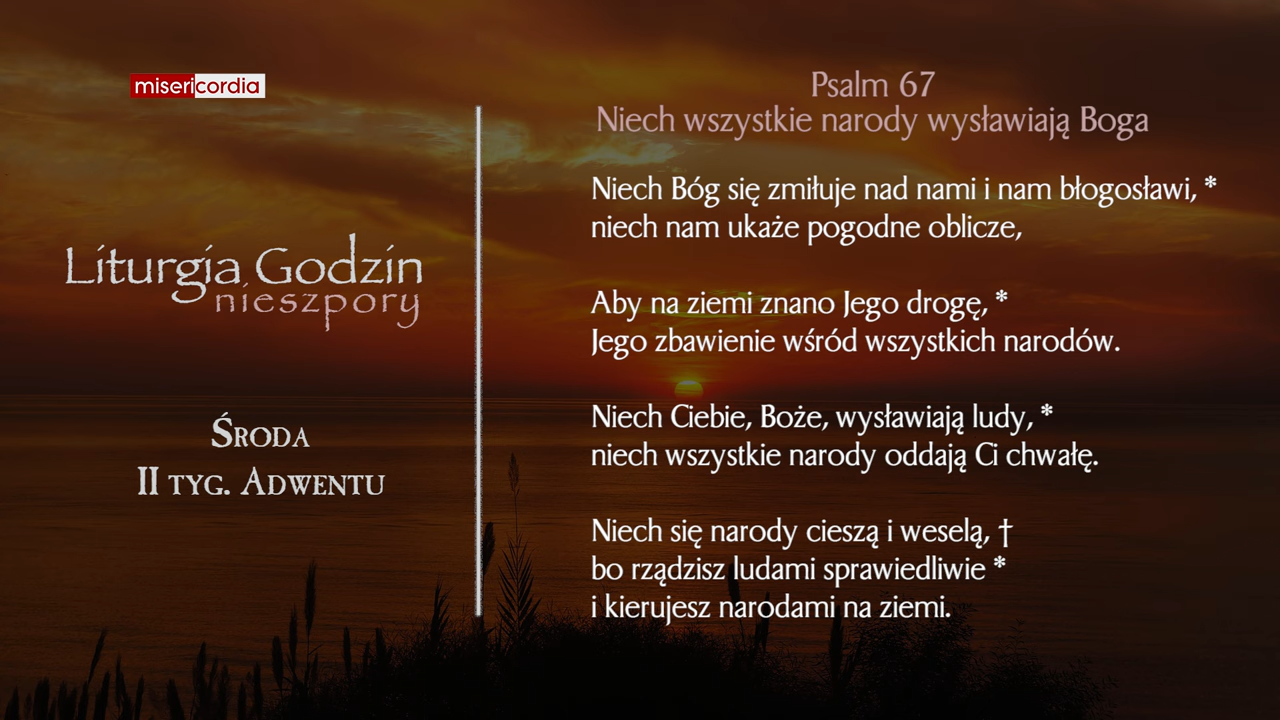 misericordia
Liturgia Godzin
nieszpory
Środa
II tyg. Adwentu
Psalm 67
Niech wszystkie narody wysławiają Boga
Niech Bóg się zmiłuje nad nami i nam błogosławi, *
niech nam ukaże pogodne oblicze,
Aby na ziemi znano Jego drogę, *
Jego zbawienie wśród wszystkich narodów.
Niech Ciebie, Boże, wysławiają ludy, *
niech wszystkie narody oddają Ci chwałę.
Niech się narody cieszą i weselą, †
bo rządzisz ludami sprawiedliwie *
i kierujesz narodami na ziemi.